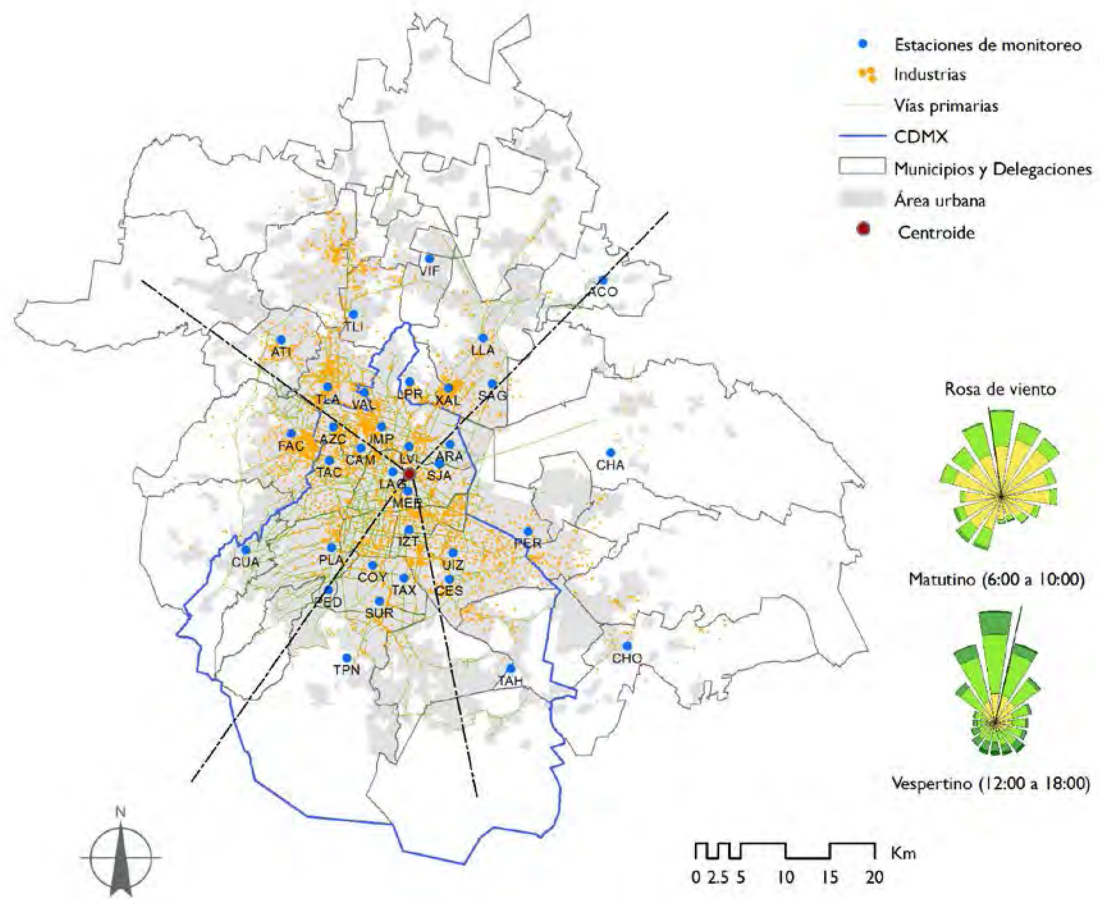 Estaciones de monitoreo
Industrias
Vías primarias
CDMX
Municipios y Delegaciones
Área urbana
Centroide
VIF
ACO
TLI
LLA
ATI
TLA
VAL
LPR
XAL
SAG
FAC
AZC
JMP
CAM
LVI
ARA
TAC
LAG
SJA
CHA
MER
IZT
PER
CUA
PLA
COY
UIZ
PED
TAX
CES
SUR
TPN
TAH
CHO
Rosa de viento
Matutino (6:00 a 10:00)
Vespertino (12:00 a 18:00)
N
Km
0 2.5 5 10 15 20